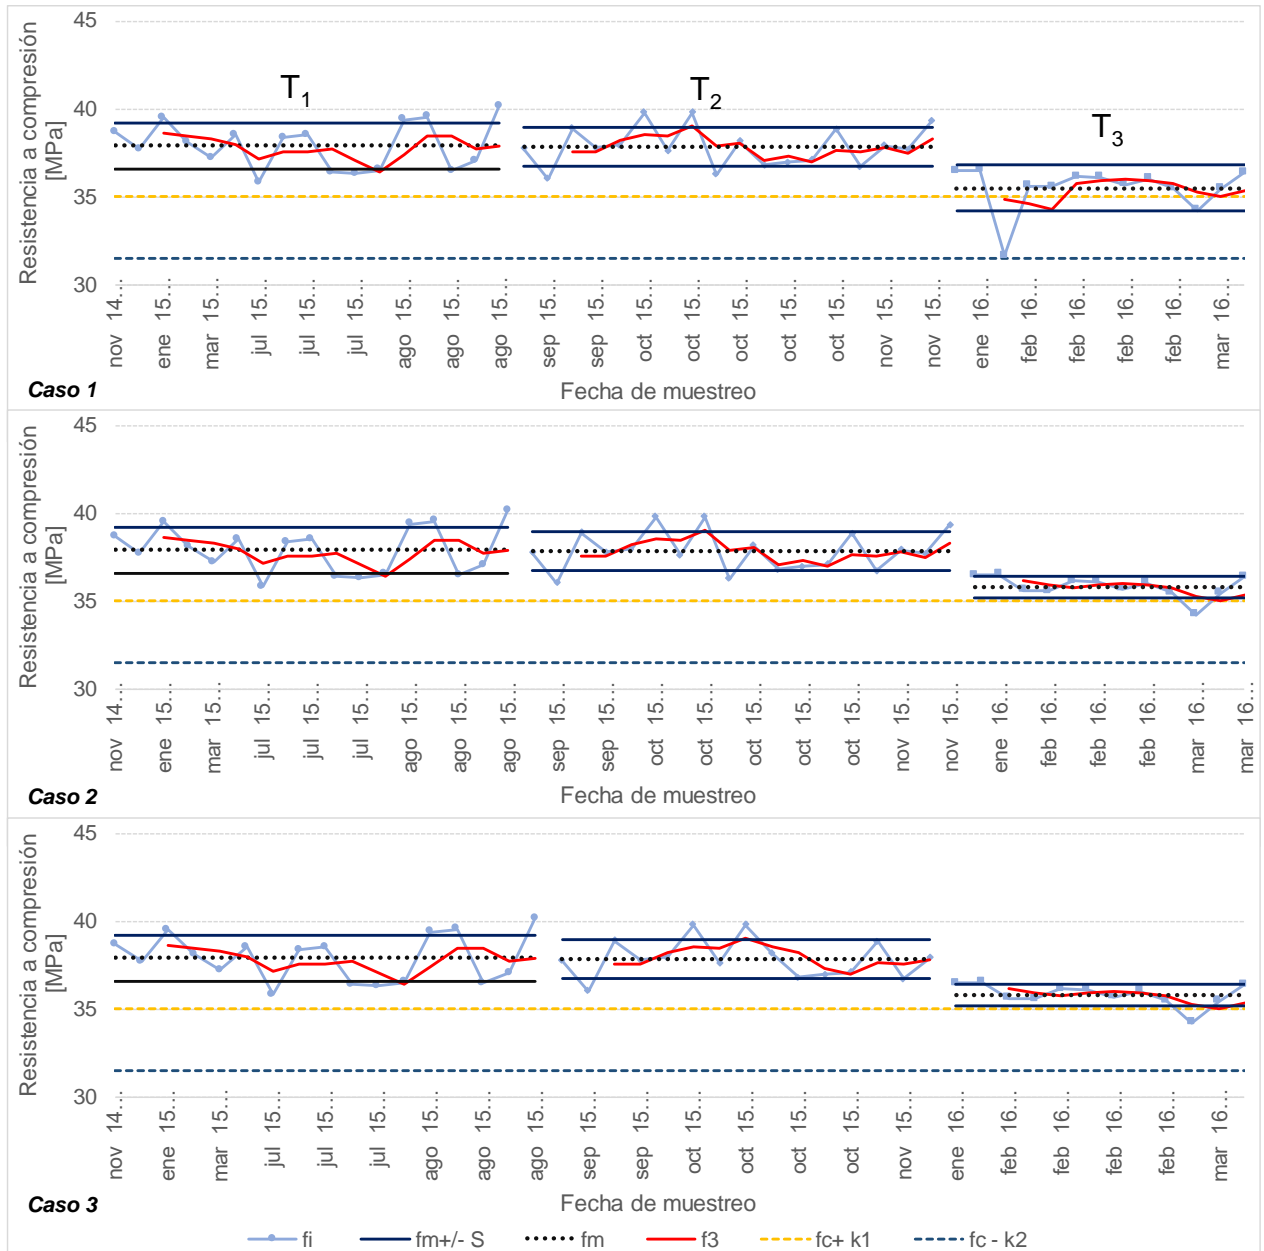 Resistencia a compresión
[MPa]
45
40
35
30
T1
T2
T3
nov 14...
ene 15...
mar 15...
jul 15...
jul 15...
jul 15...
ago 15...
ago 15...
ago 15...
sep 15...
sep 15...
oct 15...
oct 15...
oct 15...
oct 15...
nov 15...
nov 15...
ene 16...
feb 16...
feb 16...
feb 16...
mar 16...
Caso 1
Fecha de muestreo
Resistencia a compresión
[MPa]
45
40
35
30
nov 14...
ene 15...
mar 15...
jul 15...
jul 15...
jul 15...
ago 15...
ago 15...
ago 15...
sep 15...
sep 15...
oct 15...
oct 15...
oct 15...
oct 15...
nov 15...
nov 15...
ene 16...
feb 16...
feb 16...
feb 16...
mar 16...
mar 16...
Caso 2
Fecha de muestreo
Resistencia a compresión
[MPa]
45
40
35
30
nov 14...
ene 15...
mar 15...
jul 15...
jul 15...
jul 15...
ago 15...
ago 15...
ago 15...
sep 15...
sep 15...
oct 15...
oct 15...
oct 15...
oct 15...
nov 15...
ene 16...
feb 16...
feb 16...
feb 16...
feb 16...
mar 16...
Caso 3
Fecha de muestreo
fi
fm+/- S
fm
f3
fc+ k1
fc - k2